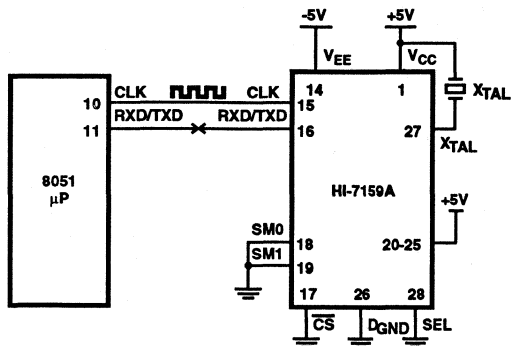 -5V +5V
VEE VCC
14 1
XTAL
10 CLK CLK 15
11 RXD/TXD RXD/TXD 16
27
XTAL
8051
µP
HI-7159A
+5V
20-25
SM0 18
SM1 19
17 26 28
CS DGND SEL